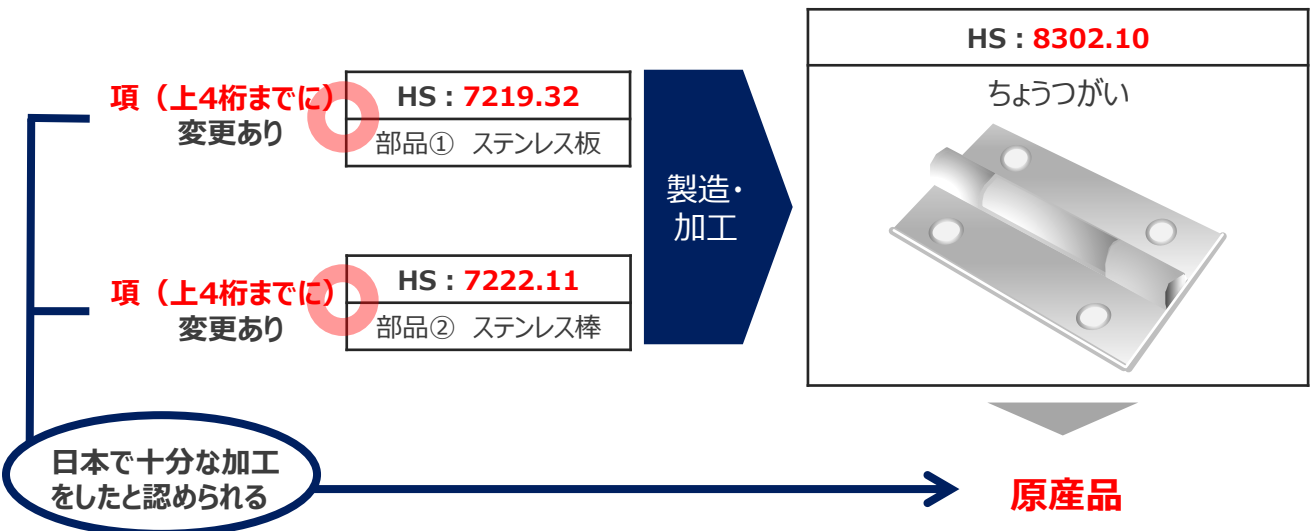 項（上4桁までに）
変更あり
HS：7219.32
部品① ステンレス板
項（上4桁までに）
変更あり
HS：7222.11
部品② ステンレス棒
製造・
加工
HS：8302.10
ちょうつがい
日本で十分な加工
をしたと認められる
原産品